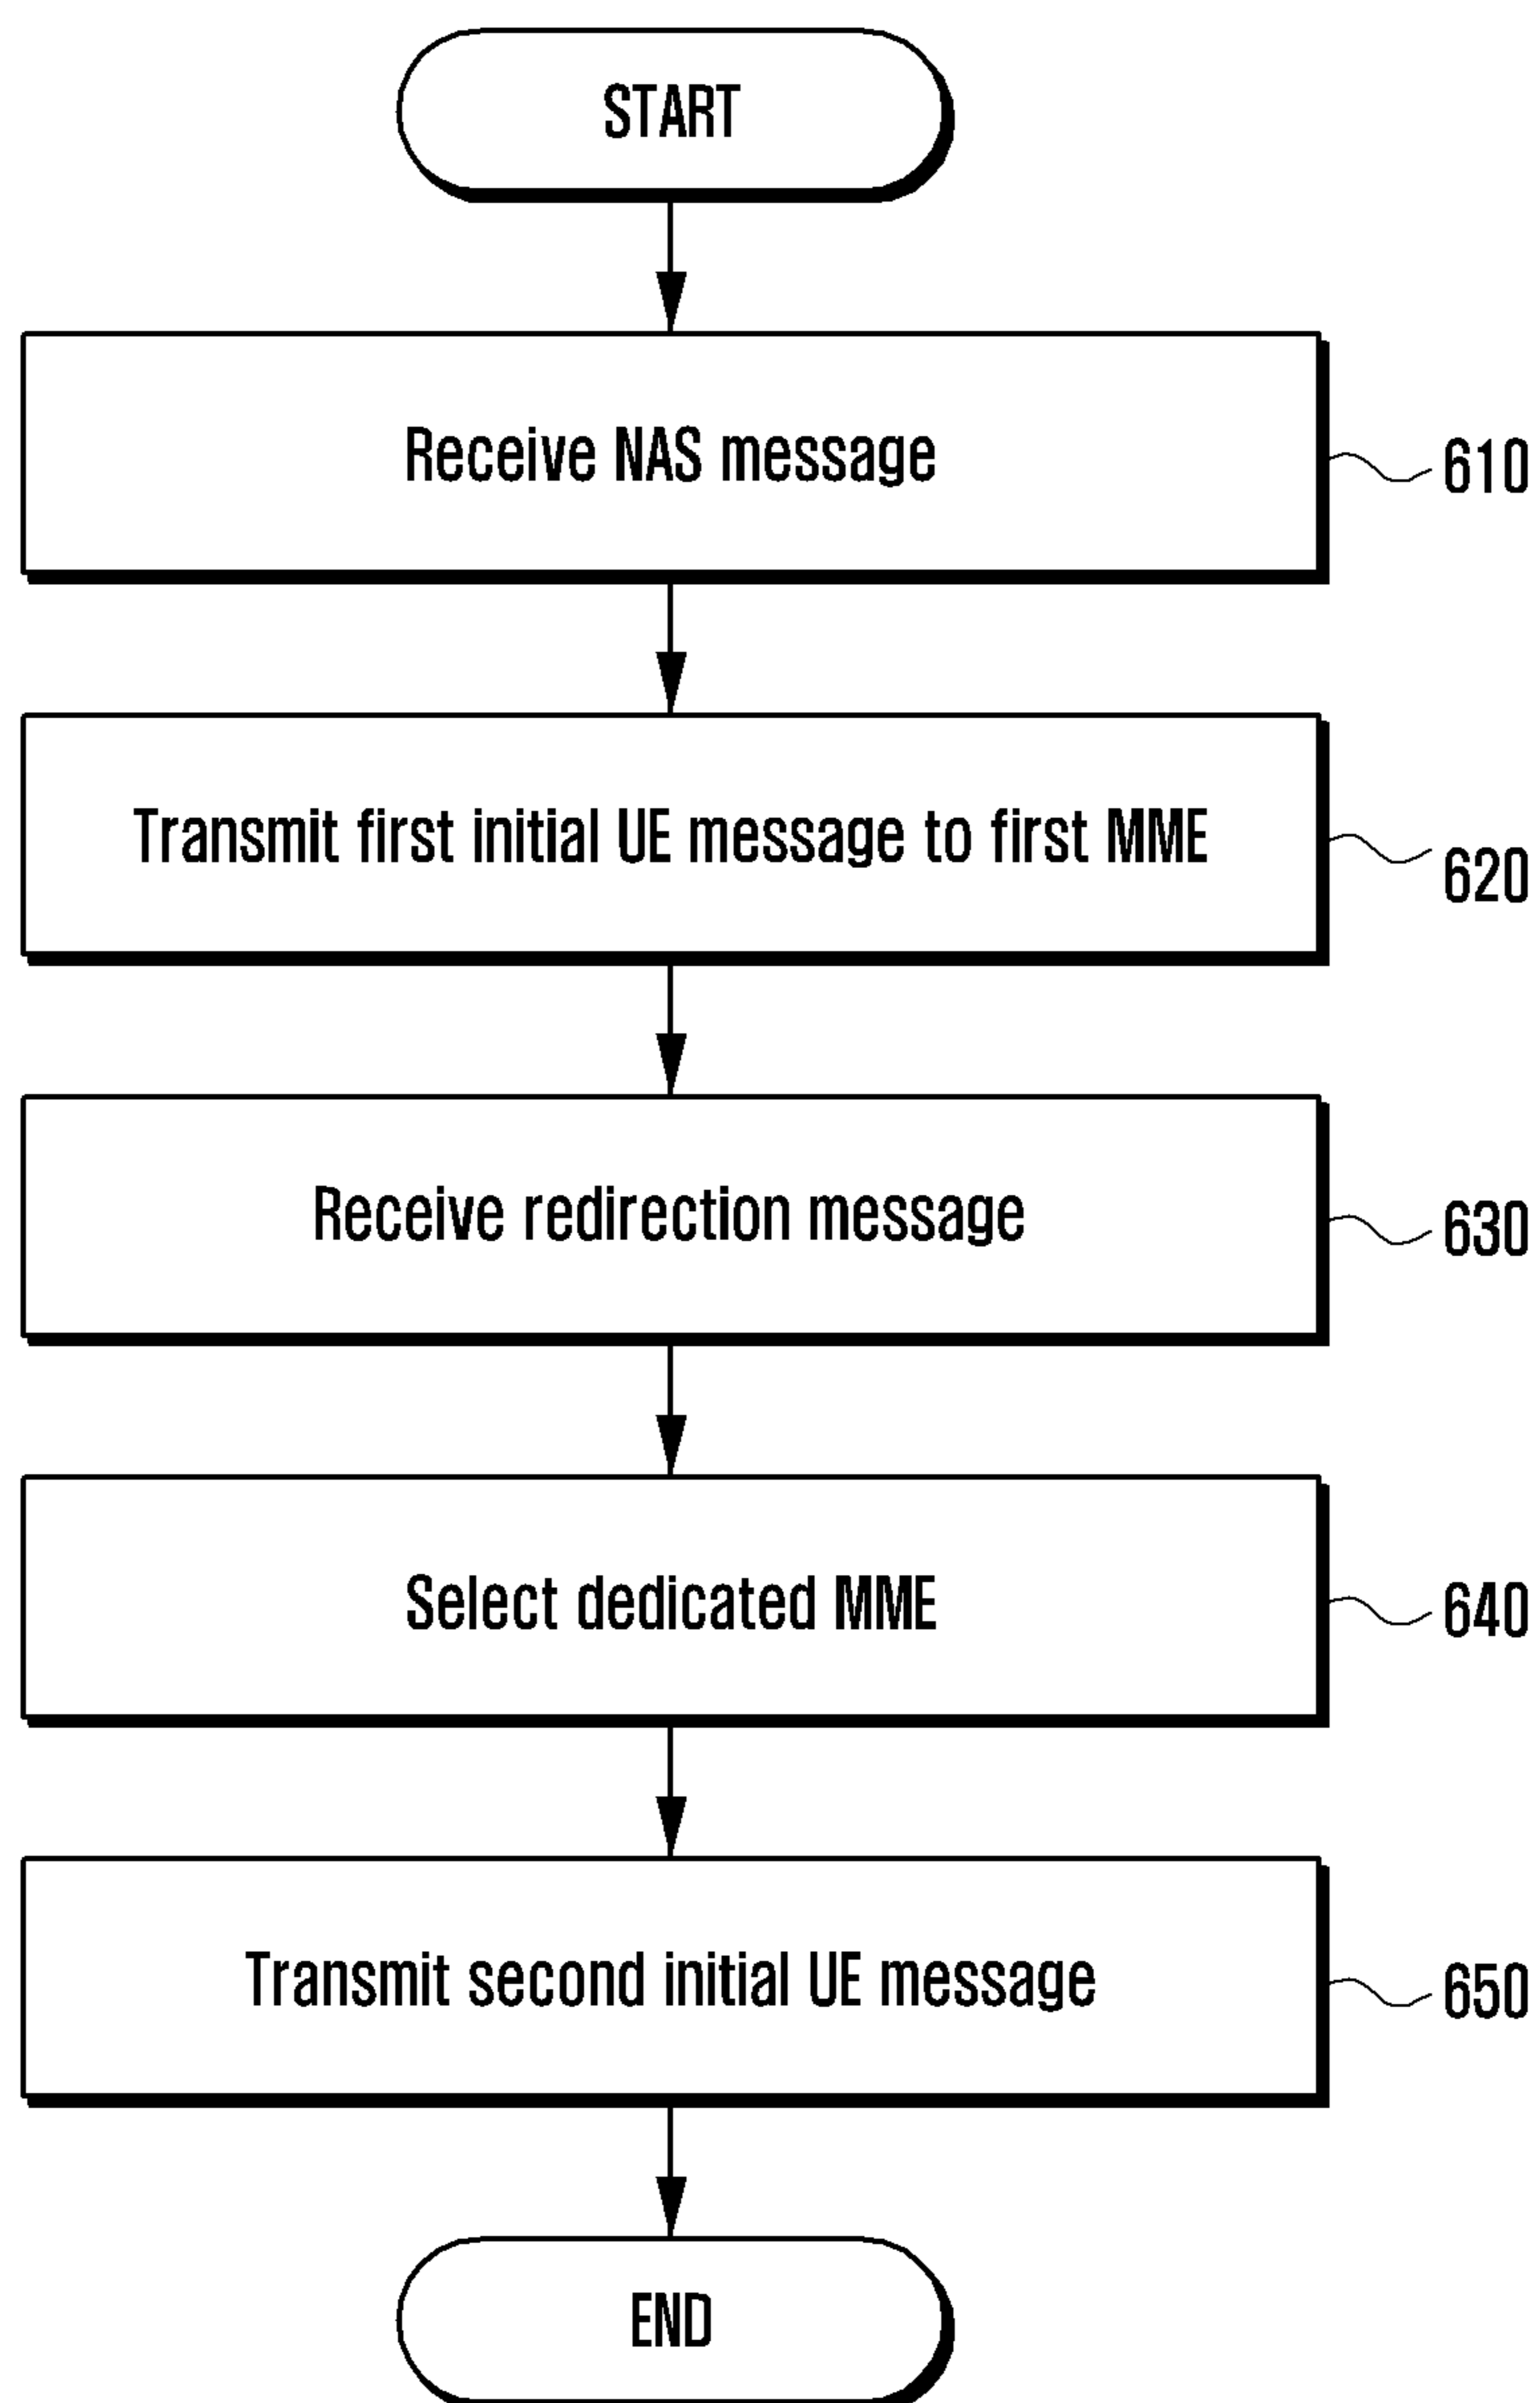 START
Receive NAS message
610
Transmit first initial UE message to first MME
620
Receive redirection message
630
Select dedicated MME
640
Transmit second initial UE message
650
END